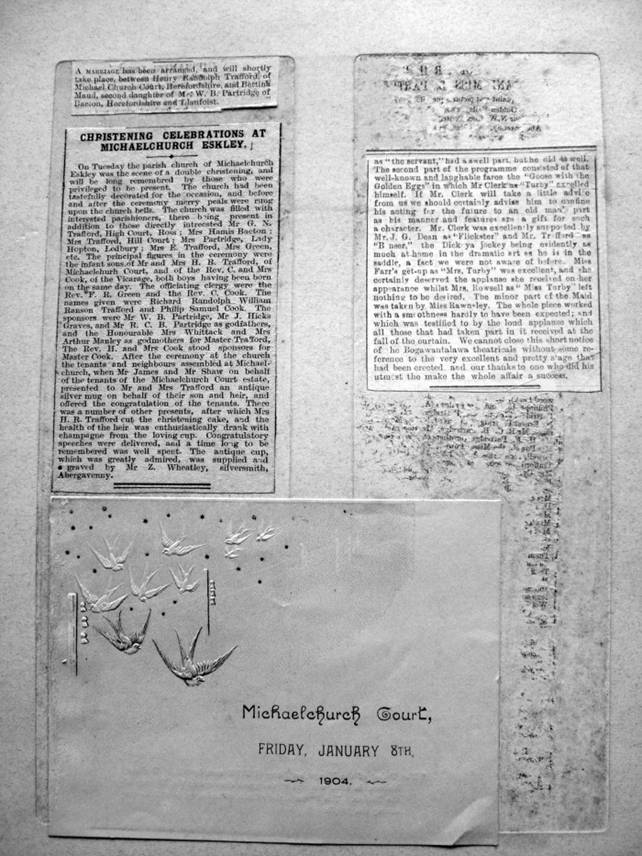 A MARRIAGE has been arranged, and will shortly
take place, between Henry Randolph Trafford, of
Michael Church Court, Herefordshire, and Bertha
Maud, second daughter of Mr W. B. Partridge of
Bacton, Herefordshire and Llanfoist.
CHRISTENING CELEBRATIONS AT
MICHAELCHURCH ESKLEY.
On Tuesday the parish church of Michaelchurch
Eskley was the scene of a double christening, and
will be long remembered by those who were
privileged to be present. The church had been
tastefully decorated for the occasion, and before
and after the ceremony merry peals were rung
upon the church bells. The church was filled with
interested parishioners, there being present in
addition to those directly interested Mr G. N.
Trafford, High Court, Ross; Mrs Hamis
Trafford, Hill Court; Mrs Partridge, Lady
Hopton, Ledbury; Mrs E. Trafford, Mrs Green,
etc. The principal figures in the ceremony were
the infant sons of Mr and Mrs H. R. Trafford, of
Michaelchurch Court, and of the Rev. C. and Mrs
Cook, of the Vicarage, both boys having been born
on the same day. The officiating clergy were the
Rev. F. R. Green and the Rev. C. Cook. The
names given were Richard Randolph William
Ranson Trafford and Philip Samuel Cook. The
sponsors were Mr W. B. Partridge, Mr J. Hicks
Graves, and Mr R. C. B. Partridge as godfathers,
and the Honourable Mrs Whittack and Mrs
Arthur Manley as godmothers for Master Trafford.
The Rev. H. and Mrs Cook stood sponsors for
Master Cook. After the ceremony at the church
the tenants and neighbours assembled at Michael-
church, when Mr James and Mr Shaw on behalf
of the tenants of the Michaelchurch Court estate,
presented to Mr and Mrs Trafford an antique
silver mug on behalf of their son and heir, and
offered the congratulation of the tenants. There
was a number of other presents, after which Mrs
H. R. Trafford cut the christening cake, and the
health of the heir was enthusiastically drank with
champagne from the loving cup. Congratulatory
speeches were delivered, and a time long to be
remembered was well spent. The antique cup,
which was greatly admired, was supplied and
graved by Mr Z. Wheatley, silversmith,
Abergavenny.
as "the servant," had a small part, but he did it well.
The second part of the programme consisted of that
well-known and laughable farce the "Goose with the
Golden Eggs" in which Mr Clerk as "Turby" excelled
himself. If Mr. Clerk will take a little advice
from us we should certainly advise him to confine
his acting for the future to an old man's part
as his manner and features are a gift for such
a character. Mr. Clerk was excellently supported by
Mr. J. G. Dean as "Flickster" and Mr. Trafford as
"B neer," the Dick ya jockey being evidently as
much at home in the dramatic art as he is in the
saddle, a fact we were not aware of before. Miss
Farr's get-up as "Mrs. Turby" was excellent, and she
certainly deserved the applause she received on her
appearance whilst Mrs. Rowsell as "Miss Turby" left
nothing to be desired. The minor part of the Maid
was taken by Miss Rawnsley. The whole piece worked
with a smoothness hardly to have been expected; and
which was testified to by the loud applause which
all those that had taken part in it received at the
fall of the curtain. We cannot close this short notice
of the Bogawantalawa theatricals without some re-
ference to the very excellent and pretty stage that
had been erected and our thanks to one who did his
utmost the make the whole affair a success.
Michaelchurch Court,
FRIDAY, JANUARY 8TH,
1904.